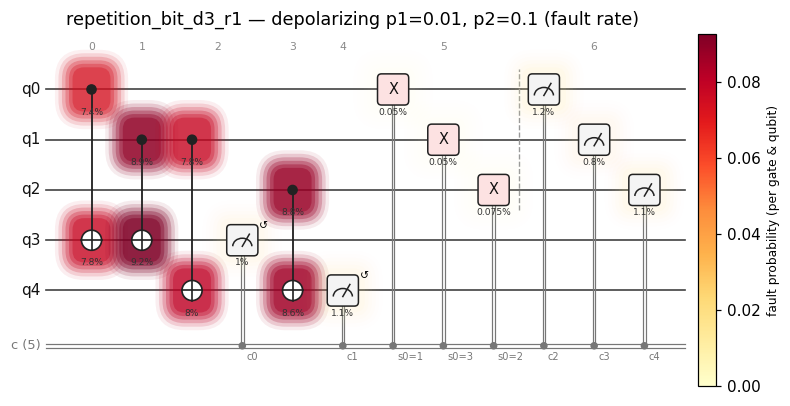 repetition_bit_d3_r1 — depolarizing p1=0.01, p2=0.1 (fault rate)
0 1 2 3 4 5 6
q0
q1
q2
q3
q4
c (5)
7.4%
7.8%
8.9%
9.2%
7.8%
8%
1%
8.6%
8.6%
1.1%
X
0.05%
X
0.05%
X
0.075%
1.2%
0.8%
1.1%
↺
↺
c0 c1 s0=1 s0=3 s0=2 c2 c3 c4
0.08
0.06
0.04
0.02
0.00
fault probability (per gate & qubit)